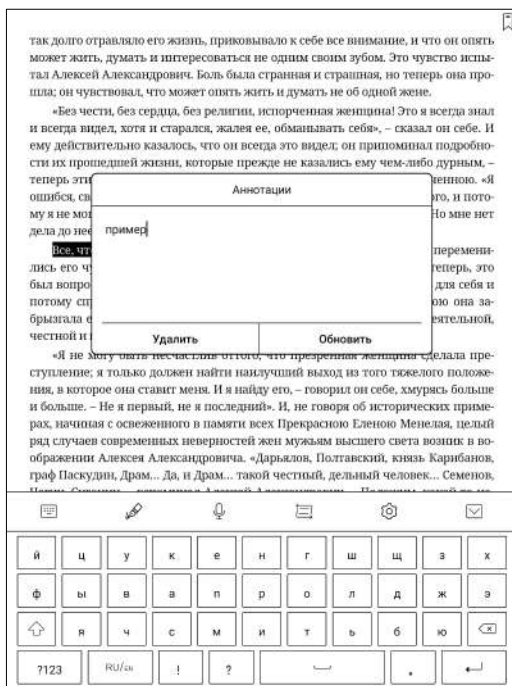 так долго отравляло его жизнь, приковывало к себе все внимание, и что он опять
может жить, думать и интересоваться не одним своим зубом. Это чувство испы-
тал Алексей Александрович. Боль была странная и страшная, но теперь она про-
шла; он чувствовал, что может опять жить и думать не об одной жене.
«Без чести, без сердца, без религии, испорченная женщина! Это я всегда знал
и всегда видел, хотя и старался, жалея ее, обманывать себя», – сказал он себе. И
ему действительно казалось, что он всегда это видел; он припоминал подробно-
сти их прошедшей жизни, которые прежде не казались ему чем-либо дурным, –
теперь эти ченною. «Я
ошибся, св ого, и пото-
Аннотации
му я не мог Но мне нет
пример
дела до нее
Все, что перемени-
лись его чу теперь, это
был вопро для себя и
потому сп ою она за-
брызгала е еятельной,
Удалить Обновить
честной и
«Я не могу быть несчастлив оттого, что презренная женщина сделала пре-
ступление; я только должен найти наилучший выход из того тяжелого положе-
ния, в которое она ставит меня. И я найду его, – говорил он себе, хмурясь больше
и больше. – Не я первый, не я последний». И, не говоря об исторических приме-
рах, начиная с освеженного в памяти всех Прекрасною Еленою Менелая, целый
ряд случаев современных неверностей жен мужьям высшего света возник в во-
ображении Алексея Александровича. «Дарьялов, Полтавский, князь Карибанов,
граф Паскудин, Драм... Да, и Драм... такой честный, дельный человек... Семенов,
й ц у к е н г ш щ з х
ф ы в а п р о л д ж э
я ч с м и т ь б ю
?123 RU/EN ! ? .